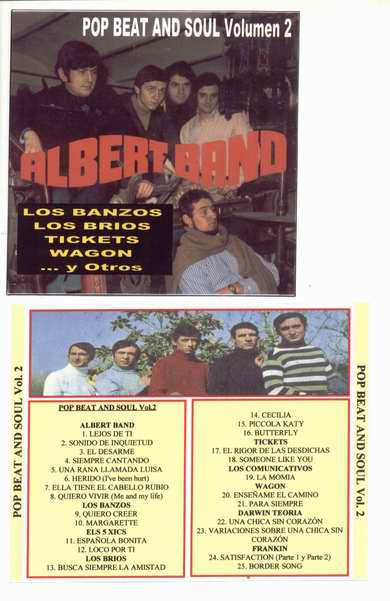 POP BEAT AND SOUL Volumen 2
ALBERT BAND
LOS BANZOS
LOS BRIOS
TICKETS
WAGON
... y Otros
POP BEAT AND SOUL Vol. 2
POP BEAT AND SOUL Vol.2
ALBERT BAND
1. LEJOS DE TI
2. SONIDO DE INQUIETUD
3. EL DESARME
4. SIEMPRE CANTANDO
5. UNA RANA LLAMADA LUISA
6. HERIDO (I've been hurt)
7. ELLA TIENE EL CABELLO RUBIO
8. QUIERO VIVIR (Me and my life)
LOS BANZOS
9. QUIERO CREER
10. MARGARETTE
ELS 5 XICS
11. ESPAÑOLA BONITA
12. LOCO POR TI
LOS BRIOS
13. BUSCA SIEMPRE LA AMISTAD
14. CECILIA
15. PICCOLA KATY
16. BUTTERFLY
TICKETS
17. EL RIGOR DE LAS DESDICHAS
18. SOMEONE LIKE YOU
LOS COMUNICATIVOS
19. LA MOMIA
WAGON
20. ENSEÑAME EL CAMINO
21. PARA SIEMPRE
DARWIN TEORIA
22. UNA CHICA SIN CORAZÓN
23. VARIACIONES SOBRE UNA CHICA SIN
CORAZÓN
FRANKIN
24. SATISFACTION (Parte 1 y Parte 2)
25. BORDER SONG
POP BEAT AND SOUL Vol. 2